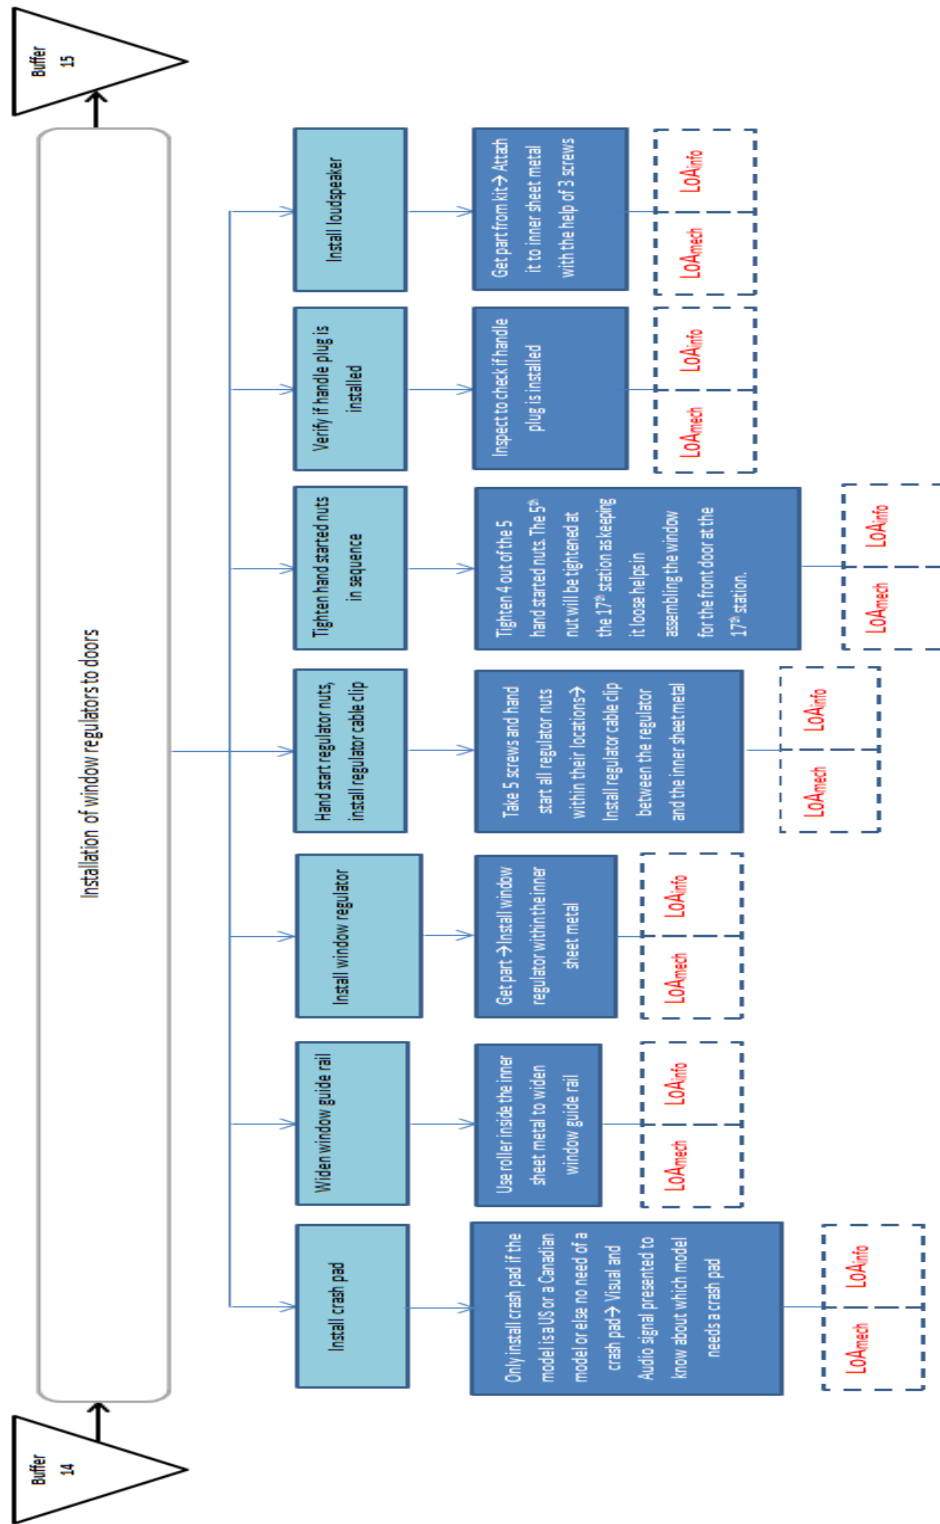 Buffer
14
Installation of window regulators to doors
Buffer
15
Install crash pad
Widen window guide rail
Install window regulator
Hand start regulator nuts,
install regulator cable clip
Tighten hand started nuts
in sequence
Verify if handle plug is
installed
Install loudspeaker
Only install crash pad if the
model is a US or a Canadian
model or else no need of a
crash pad→ Visual and
Audio signal presented to
know about which model
needs a crash pad
Use roller inside the inner
sheet metal to widen
window guide rail
Get part →Install window
regulator within the inner
sheet metal
Take 5 screws and hand
start all regulator nuts
within their locations→
Install regulator cable clip
between the regulator
and the inner sheet metal
Tighten 4 out of the 5
hand started nuts. The 5th
nut will be tightened at
the 17th station as keeping
it loose helps in
assembling the window
for the front door at the
17th station.
Inspect to check if handle
plug is installed
Get part from kit→ Attach
it to inner sheet metal
with the help of 3 screws
LoAmech LoAinfo
LoAmech LoAinfo
LoAmech LoAinfo
LoAmech LoAinfo
LoAmech LoAinfo
LoAmech LoAinfo
LoAmech LoAinfo